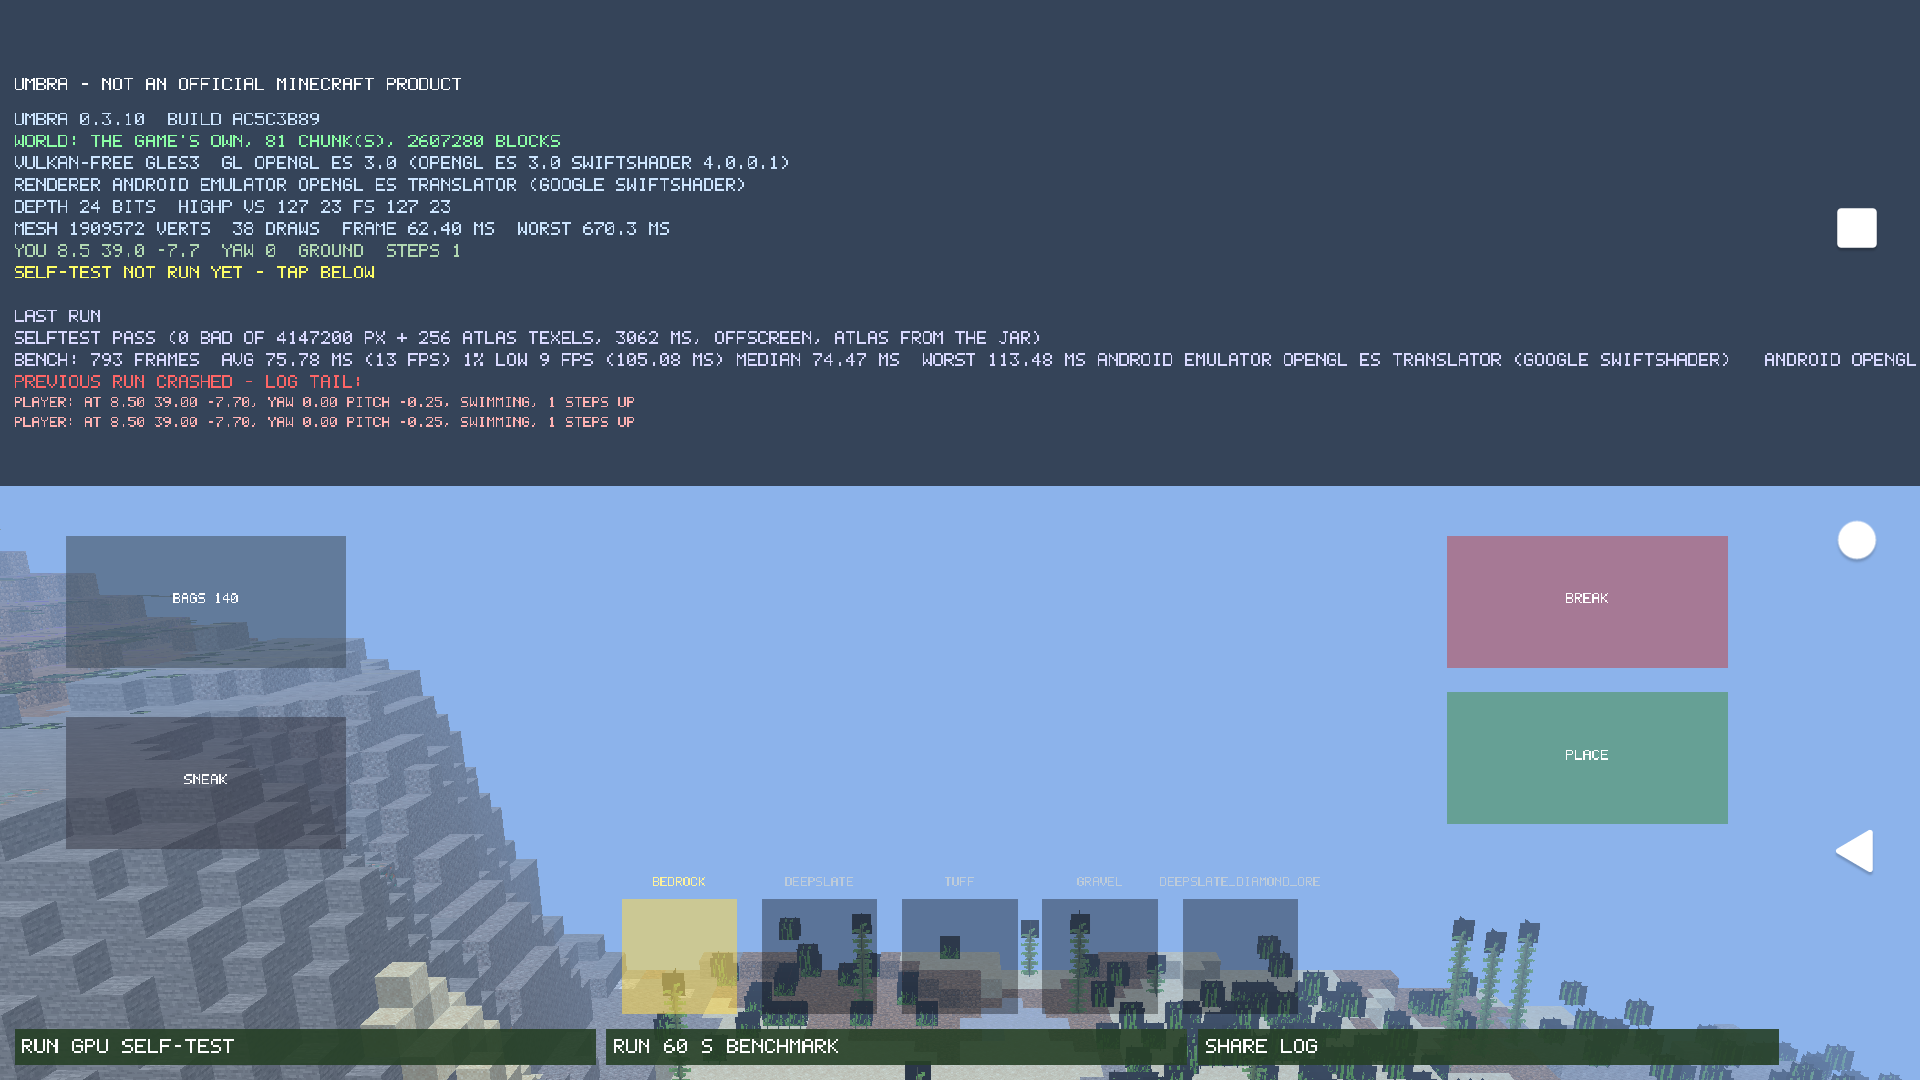 UMBRA - NOT AN OFFICIAL MINECRAFT PRODUCT
UMBRA 0.3.10  BUILD AC5C3B89
WORLD: THE GAME'S OWN, 81 CHUNK(S), 2607280 BLOCKS
VULKAN-FREE GLES3  GL OPENGL ES 3.0 (OPENGL ES 3.0 SWIFTSHADER 4.0.0.1)
RENDERER ANDROID EMULATOR OPENGL ES TRANSLATOR (GOOGLE SWIFTSHADER)
DEPTH 24 BITS  HIGHP VS 127 23 FS 127 23
MESH 1909572 VERTS  38 DRAWS  FRAME 62.40 MS  WORST 670.3 MS
YOU 8.5 39.0 -7.7  YAW 0  GROUND  STEPS 1
SELF-TEST NOT RUN YET - TAP BELOW
LAST RUN
SELFTEST PASS (0 BAD OF 4147200 PX + 256 ATLAS TEXELS, 3062 MS, OFFSCREEN, ATLAS FROM THE JAR)
BENCH: 793 FRAMES  AVG 75.78 MS (13 FPS) 1% LOW 9 FPS (105.08 MS) MEDIAN 74.47 MS  WORST 113.48 MS ANDROID EMULATOR OPENGL ES TRANSLATOR (GOOGLE SWIFTSHADER)   ANDROID OPENGL
PREVIOUS RUN CRASHED - LOG TAIL:
PLAYER: AT 8.50 39.00 -7.70, YAW 0.00 PITCH -0.25, SWIMMING, 1 STEPS UP
PLAYER: AT 8.50 39.00 -7.70, YAW 0.00 PITCH -0.25, SWIMMING, 1 STEPS UP
BAGS 140
BREAK
PLACE
SNEAK
BEDROCK
DEEPSLATE
TUFF
GRAVEL
DEEPSLATE_DIAMOND_ORE
RUN GPU SELF-TEST
RUN 60 S BENCHMARK
SHARE LOG